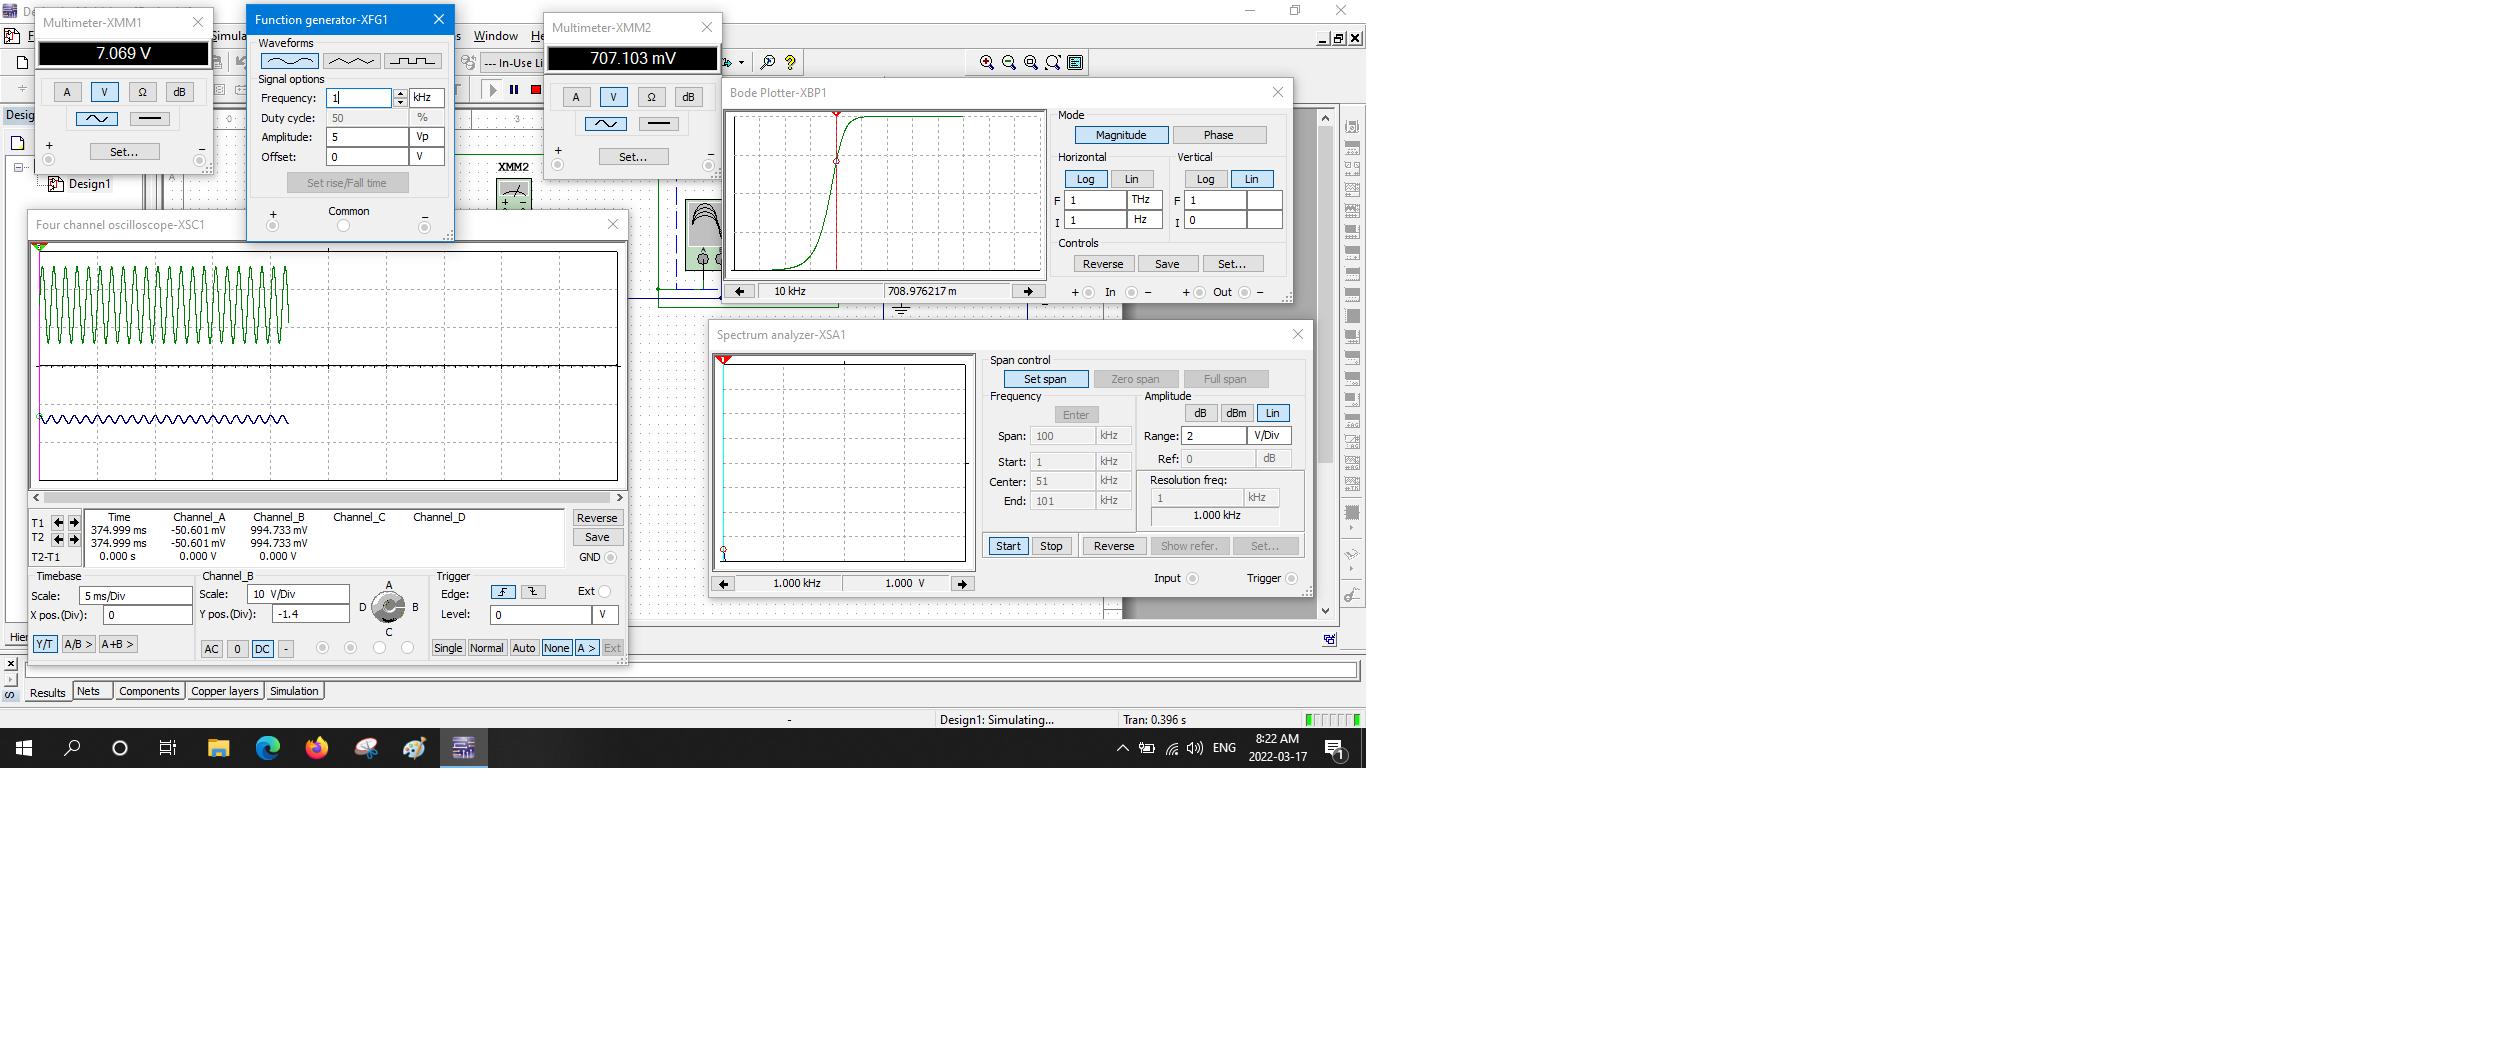 De
Multimeter-XMM1
7.069 V
A
V
Ω
dB
+
Set...
−
Function generator-XFG1
Waveforms
Signal options
Frequency:
1
kHz
Duty cycle:
50
%
Amplitude:
5
Vp
Offset:
0
V
Set rise/Fall time
+
Common
−
Multimeter-XMM2
707.103 mV
A
V
Ω
dB
+
Set...
−
F
Simula
s
Window
He
--- In-Use Li
Desig
Design1
0
3
A
XMM2
Bode Plotter-XBP1
Mode
Magnitude
Phase
Horizontal
Vertical
Log
Lin
Log
Lin
F
1
THz
F
1
I
1
Hz
I
0
Controls
Reverse
Save
Set...
10 kHz
708.976217 m
+
In
−
+
Out
−
Four channel oscilloscope-XSC1
Time
Channel_A
Channel_B
Channel_C
Channel_D
T1
374.999 ms
-50.601 mV
994.733 mV
T2
374.999 ms
-50.601 mV
994.733 mV
T2-T1
0.000 s
0.000 V
0.000 V
Reverse
Save
GND
Timebase
Scale:
5 ms/Div
X pos.(Div):
0
Y/T
A/B >
A+B >
Channel_B
Scale:
10 V/Div
Y pos.(Div):
-1.4
AC
0
DC
-
A
B
C
D
Trigger
Edge:
Ext
Level:
0
V
Single
Normal
Auto
None
A >
Ext
Spectrum analyzer-XSA1
1
Span control
Set span
Zero span
Full span
Frequency
Enter
Span:
100
kHz
Start:
1
kHz
Center:
51
kHz
End:
101
kHz
Amplitude
dB
dBm
Lin
Range:
2
V/Div
Ref:
0
dB
Resolution freq:
1
kHz
1.000 kHz
Start
Stop
Reverse
Show refer.
Set...
1.000 kHz
1.000 V
Input
Trigger
Hier
S
Results
Nets
Components
Copper layers
Simulation
-
Design1: Simulating...
Tran: 0.396 s
ENG
8:22 AM
2022-03-17
1